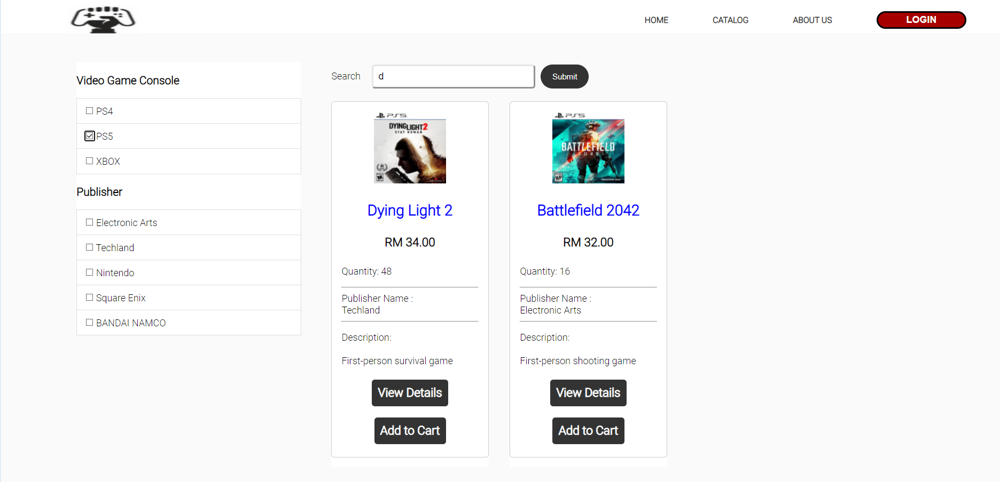 HOME
CATALOG
ABOUT US
LOGIN
Video Game Console
PS4
PS5
XBOX
Publisher
Electronic Arts
Techland
Nintendo
Square Enix
BANDAI NAMCO
Search
d
Submit
PS5
DYING LIGHT 2
STAY HUMAN
M
Dying Light 2
RM 34.00
Quantity: 48
Publisher Name :
Techland
Description:
First-person survival game
View Details
Add to Cart
PS5
BATTLEFIELD
2042
RP
Electronic Arts
Battlefield 2042
RM 32.00
Quantity: 16
Publisher Name :
Electronic Arts
Description:
First-person shooting game
View Details
Add to Cart